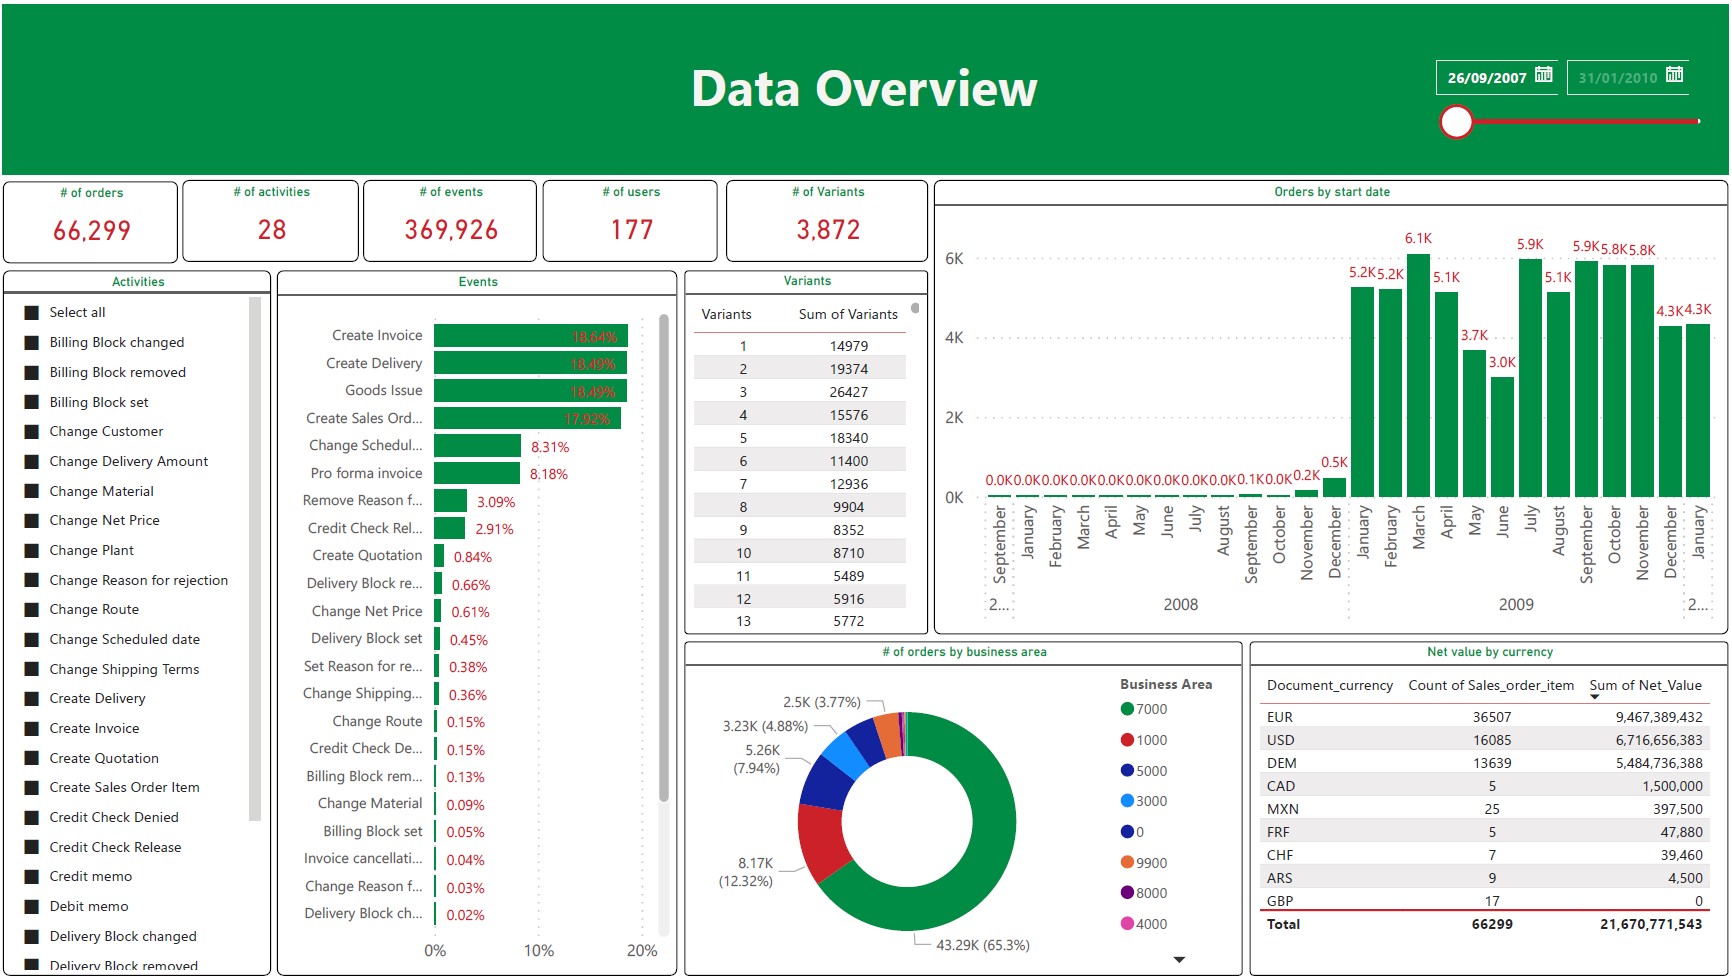 Data Overview
26/09/2007
31/01/2010
# of orders
66,299
# of activities
28
# of events
369,926
# of users
177
# of Variants
3,872
Activities
Select all
Billing Block changed
Billing Block removed
Billing Block set
Change Customer
Change Delivery Amount
Change Material
Change Net Price
Change Plant
Change Reason for rejection
Change Route
Change Scheduled date
Change Shipping Terms
Create Delivery
Create Invoice
Create Quotation
Create Sales Order Item
Credit Check Denied
Credit Check Release
Credit memo
Debit memo
Delivery Block changed
Delivery Block removed
Events
Create Invoice 18.64%
Create Delivery 18.49%
Goods Issue 18.49%
Create Sales Ord... 17.92%
Change Schedul... 8.31%
Pro forma invoice 8.18%
Remove Reason f... 3.09%
Credit Check Rel... 2.91%
Create Quotation 0.84%
Delivery Block re... 0.66%
Change Net Price 0.61%
Delivery Block set 0.45%
Set Reason for re... 0.38%
Change Shipping... 0.36%
Change Route 0.15%
Credit Check De... 0.15%
Billing Block rem... 0.13%
Change Material 0.09%
Billing Block set 0.05%
Invoice cancellati... 0.04%
Change Reason f... 0.03%
Delivery Block ch... 0.02%
0% 10% 20%
Variants
Variants Sum of Variants
1 14979
2 19374
3 26427
4 15576
5 18340
6 11400
7 12936
8 9904
9 8352
10 8710
11 5489
12 5916
13 5772
Orders by start date
6K
4K
2K
0K
0.0K 0.0K 0.0K 0.0K 0.0K 0.0K 0.0K 0.0K 0.0K 0.1K 0.0K 0.2K 0.5K 5.2K 5.2K 6.1K 5.1K 3.7K 3.0K 5.9K 5.1K 5.9K 5.8K 5.8K 4.3K 4.3K
September January February March April May June July August September October November December January February March April May June July August September October November December January
2... 2008 2009 2...
# of orders by business area
2.5K (3.77%)
3.23K (4.88%)
5.26K
(7.94%)
8.17K
(12.32%)
43.29K (65.3%)
Business Area
7000
1000
5000
3000
0
9900
8000
4000
Net value by currency
Document_currency Count of Sales_order_item Sum of Net_Value
EUR 36507 9,467,389,432
USD 16085 6,716,656,383
DEM 13639 5,484,736,388
CAD 5 1,500,000
MXN 25 397,500
FRF 5 47,880
CHF 7 39,460
ARS 9 4,500
GBP 17 0
Total 66299 21,670,771,543